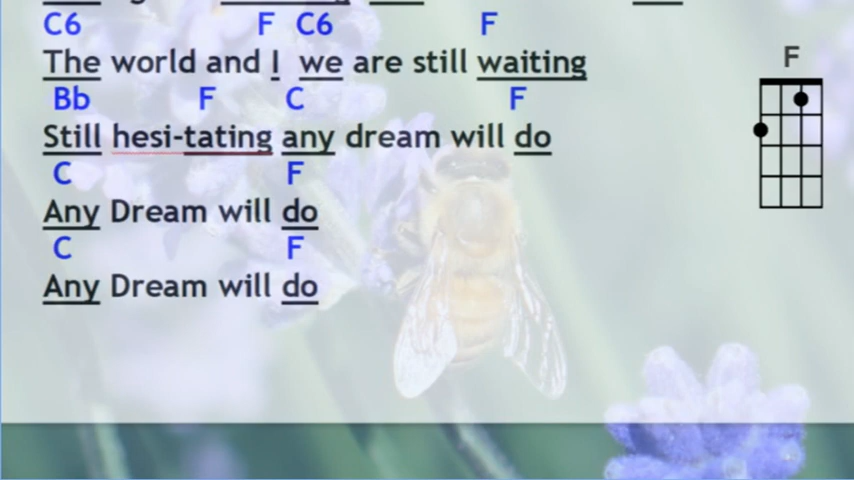 C6 F C6 F
The world and I we are still waiting
F
Bb F C F
Still hesi-tating any dream will do
C F
Any Dream will do
C F
Any Dream will do